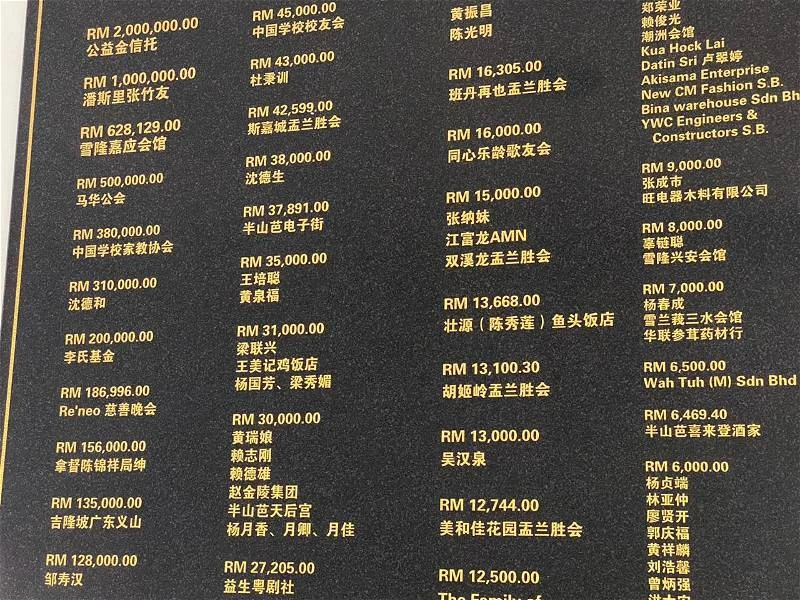 RM 2,000,000.00
公益金信托
RM 1,000,000.00
潘斯里张竹友
RM 628,129.00
雪隆嘉应会馆
RM 500,000.00
马华公会
RM 380,000.00
中国学校家教协会
RM 310,000.00
沈德和
RM 200,000.00
李氏基金
RM 186,996.00
Re'neo 慈善晚会
RM 156,000.00
拿督陈锦祥局绅
RM 135,000.00
吉隆坡广东义山
RM 128,000.00
邹寿汉
RM 45,000.00
中国学校校友会
RM 43,000.00
杜秉训
RM 42,599.00
斯嘉城盂兰胜会
RM 38,000.00
沈德生
RM 37,891.00
半山芭电子街
RM 35,000.00
王培聪
黄泉福
RM 31,000.00
梁联兴
王美记鸡饭店
杨国芳、梁秀媚
RM 30,000.00
黄瑞娘
赖志刚
赖德雄
赵金陵集团
半山芭天后宫
杨月香、月卿、月佳
RM 27,205.00
益生粤剧社
黄振昌
陈光明
RM 16,305.00
班丹再也盂兰胜会
RM 16,000.00
同心乐龄歌友会
RM 15,000.00
张纳妹
江富龙AMN
双溪龙盂兰胜会
RM 13,668.00
壮源（陈秀莲）鱼头饭店
RM 13,100.30
胡姬岭盂兰胜会
RM 13,000.00
吴汉泉
RM 12,744.00
美和佳花园盂兰胜会
RM 12,500.00
The Family of
郑荣业
赖俊光
潮洲会馆
Kua Hock Lai
Datin Sri 卢翠婷
Akisama Enterprise
New CM Fashion S.B.
Bina warehouse Sdn Bh
YWC Engineers &
Constructors S.B.
RM 9,000.00
张成市
旺电器木料有限公司
RM 8,000.00
辜链聪
雪隆兴安会馆
RM 7,000.00
杨春成
雪兰莪三水会馆
华联参茸药材行
RM 6,500.00
Wah Tuh (M) Sdn Bhd
RM 6,469.40
半山芭喜来登酒家
RM 6,000.00
杨贞端
林亚仲
廖贤开
郭庆福
黄祥麟
刘浩馨
曾炳强